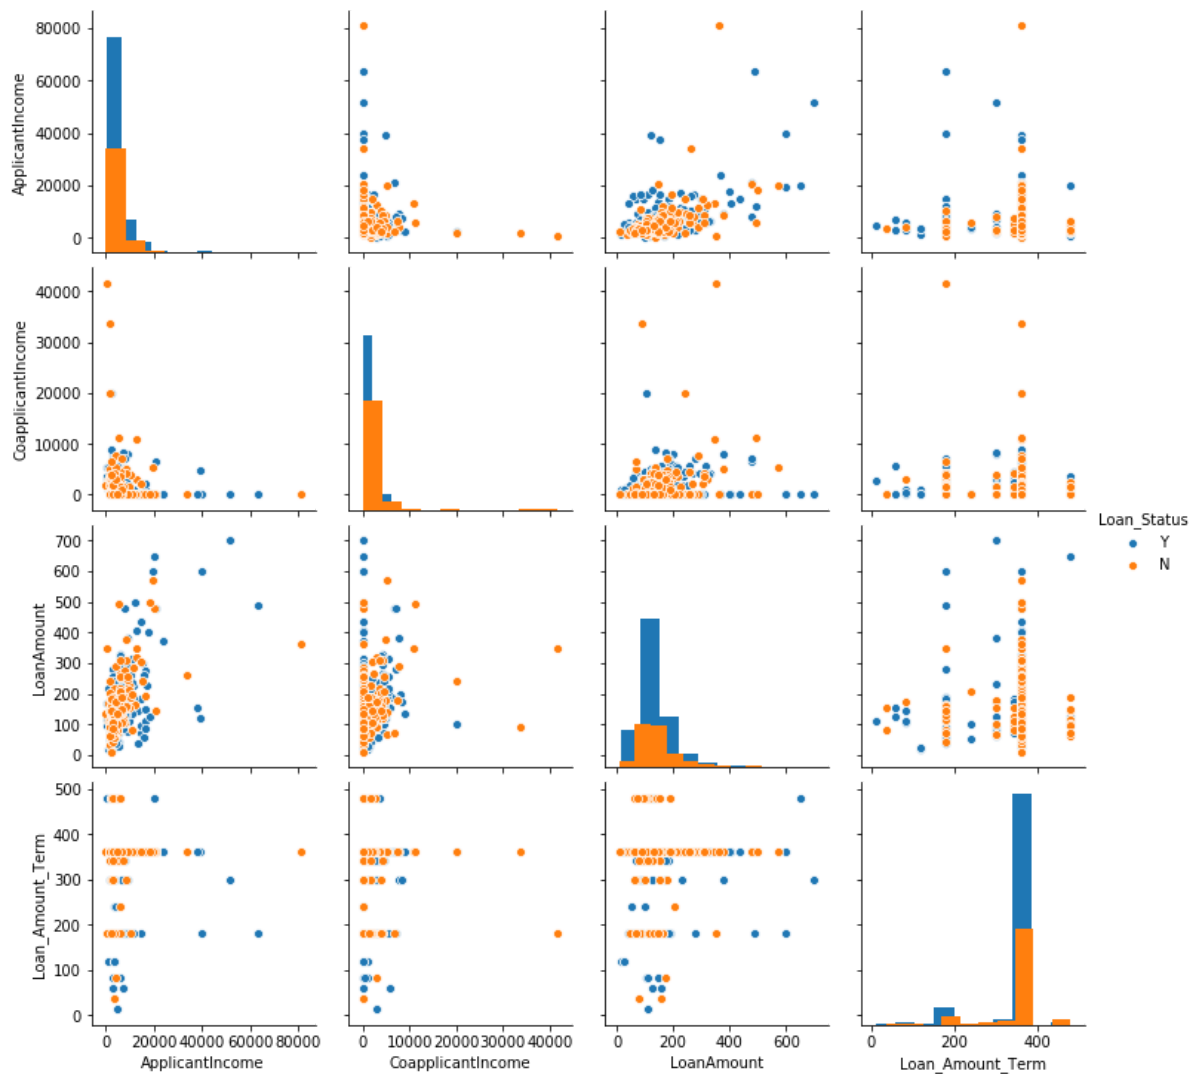 80000
60000
40000
20000
0
ApplicantIncome
40000
30000
20000
10000
0
CoapplicantIncome
700
600
500
400
300
200
100
0
LoanAmount
Loan_Status
Y
N
500
400
300
200
100
0
Loan_Amount_Term
0 20000 40000 60000 80000
ApplicantIncome
0 10000 20000 30000 40000
CoapplicantIncome
0 200 400 600
LoanAmount
0 200 400
Loan_Amount_Term